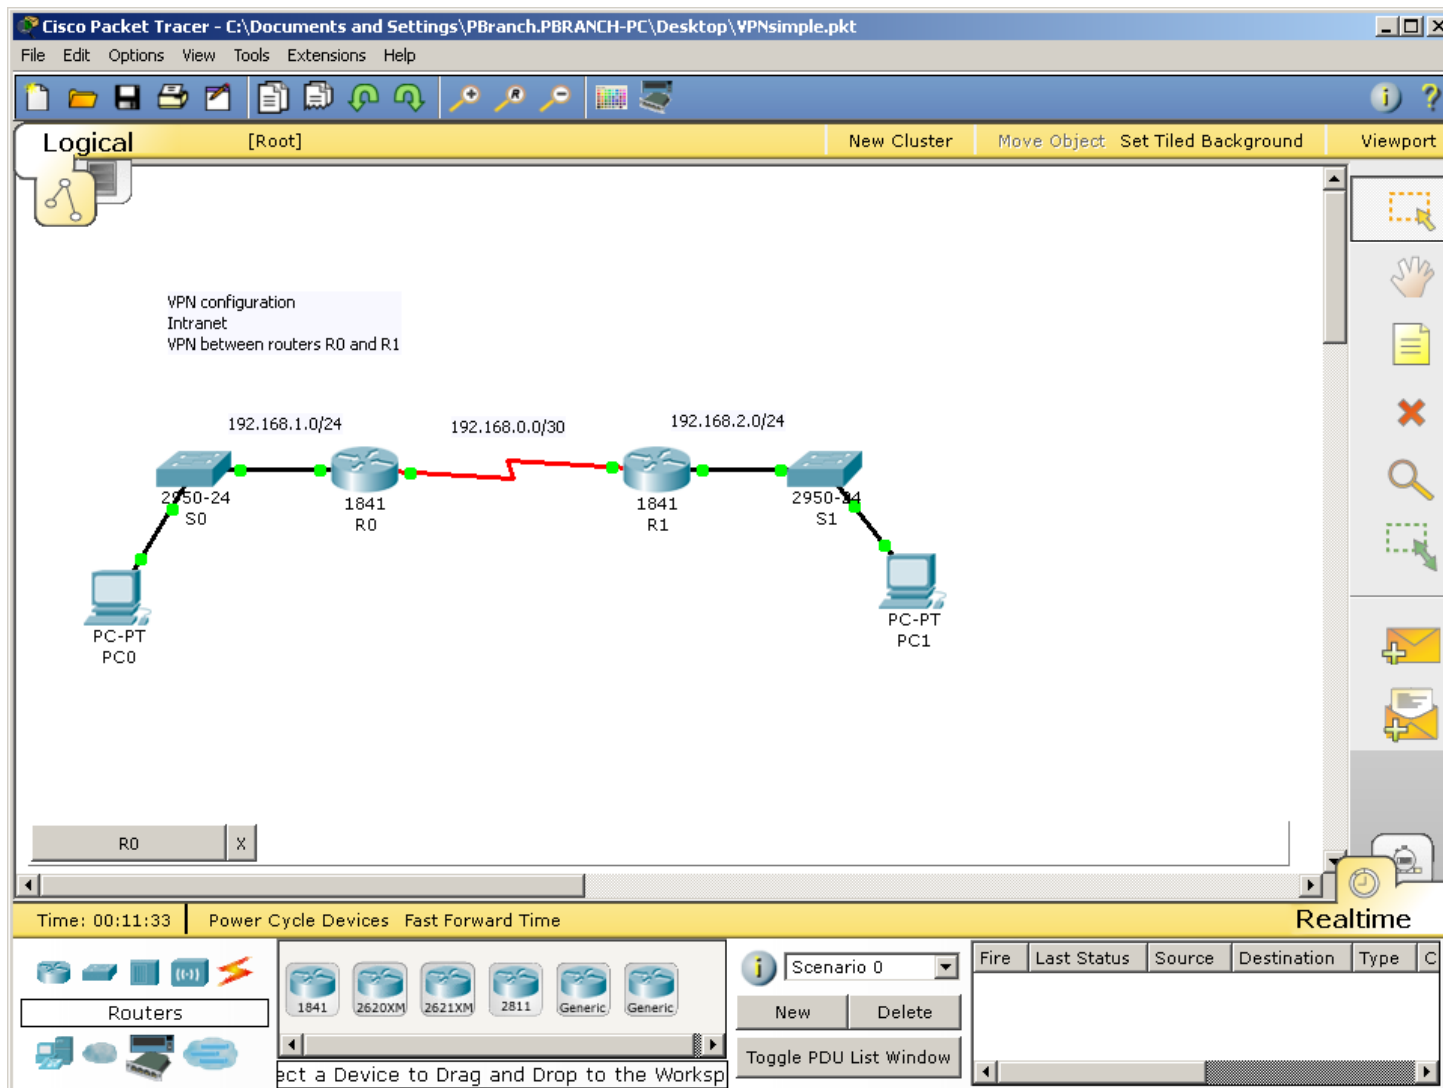 Cisco Packet Tracer - C:\Documents and Settings\PBranch.PBRANCH-PC\Desktop\VPNsimple.pkt
File Edit Options View Tools Extensions Help
Logical [Root] New Cluster Move Object Set Tiled Background Viewport
VPN configuration
Intranet
VPN between routers R0 and R1
192.168.1.0/24 192.168.0.0/30 192.168.2.0/24
2950-24
S0
1841
R0
1841
R1
2950-24
S1
PC-PT
PC0
PC-PT
PC1
R0 X
Time: 00:11:33 Power Cycle Devices Fast Forward Time Realtime
Routers
1841 2620XM 2621XM 2811 Generic Generic
ect a Device to Drag and Drop to the Worksp
Scenario 0
New Delete
Toggle PDU List Window
Fire Last Status Source Destination Type C